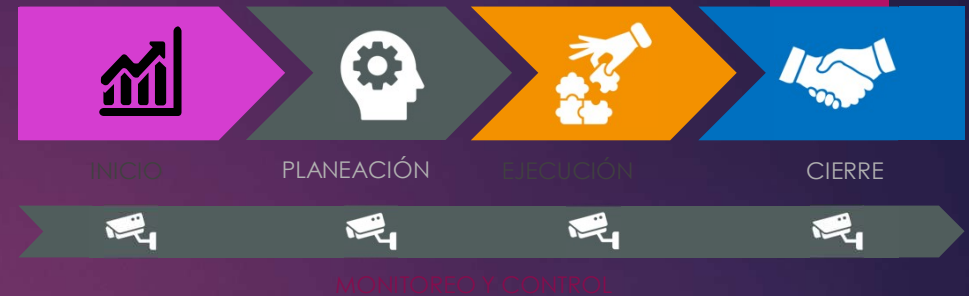 INICIO
PLANEACIÓN
EJECUCIÓN
CIERRE
MONITOREO Y CONTROL